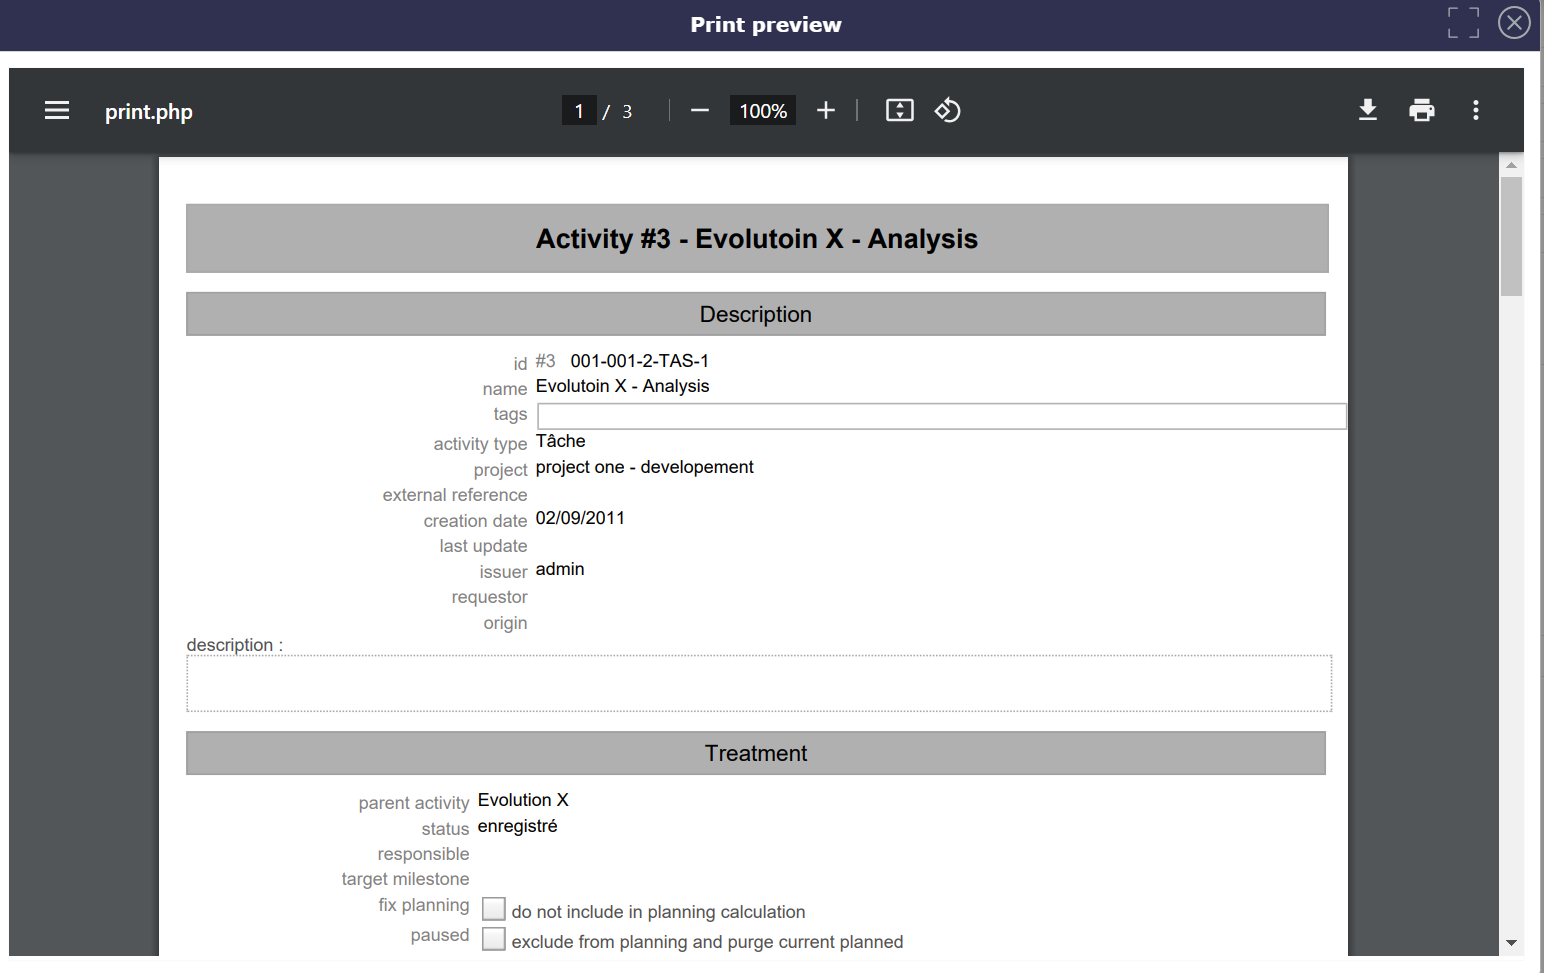 Print preview
print.php
1 / 3
100%
Activity #3 - Evolutoin X - Analysis
Description
id #3 001-001-2-TAS-1
name Evolutoin X - Analysis
tags
activity type Tâche
project project one - developement
external reference
creation date 02/09/2011
last update
issuer admin
requestor
origin
description :
Treatment
parent activity Evolution X
status enregistré
responsible
target milestone
fix planning do not include in planning calculation
paused exclude from planning and purge current planned